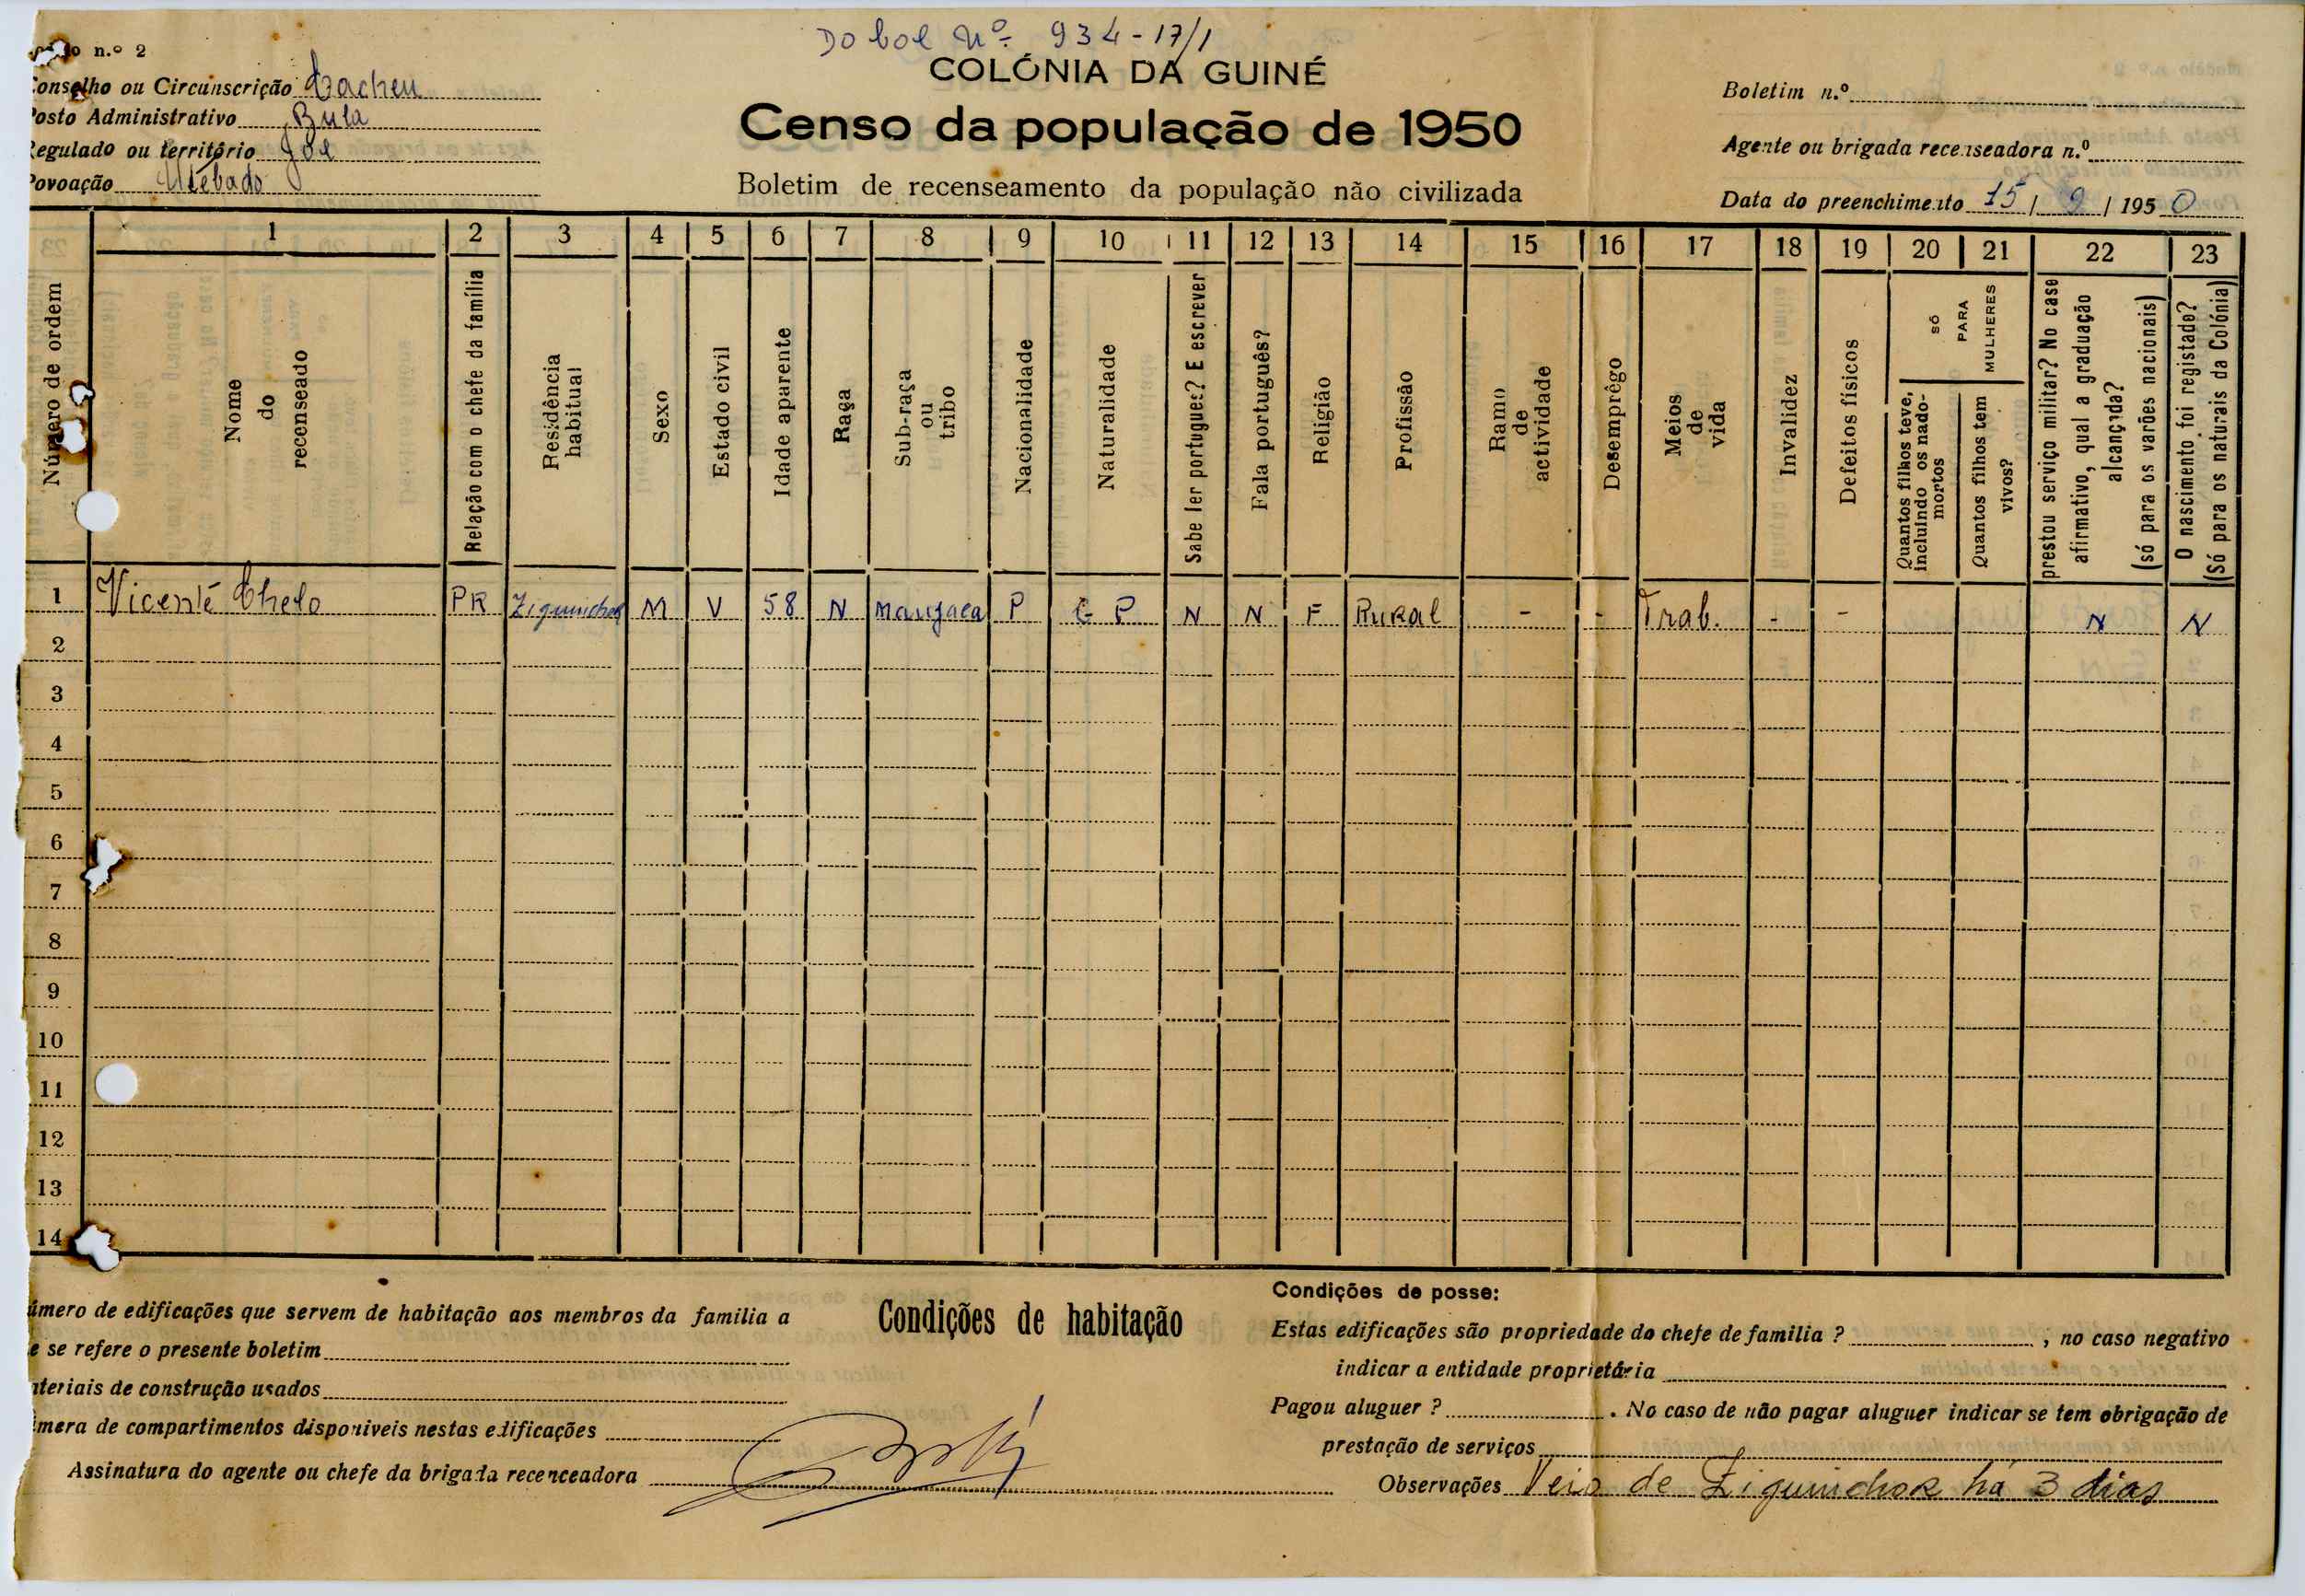 Do bol nº 934-17/1
n.º 2
COLÓNIA DA GUINÉ
Censo da população de 1950
Boletim de recenseamento da população não civilizada
Conselho ou Circunscrição Cacheu
Posto Administrativo Bula
Regulado ou território Joe
Povoação
Boletim n.º
Agente ou brigada recenseadora n.º
Data do preenchimento 15 / 9 / 1950
1 2 3 4 5 6 7 8 9 10 11 12 13 14 15 16 17 18 19 20 21 22 23
Número de ordem
Nome
do
recenseado
Relação com o chefe da família
Residência
habitual
Sexo
Estado civil
Idade aparente
Raça
Sub-raça
ou
tribo
Nacionalidade
Naturalidade
Sabe ler portugues? E escrever
Fala português?
Religião
Profissão
Ramo
de
actividade
Desemprêgo
Meios
de
vida
Invalidez
Defeitos físicos
SÓ
PARA
MULHERES
Quantos filhos teve,
incluindo os nado-
mortos
Quantos filhos tem
vivos?
prestou serviço militar? No caso
afirmativo, qual a graduação
alcançada?
(só para os varões nacionais)
O nascimento foi registado?
(Só para os naturais da Colónia)
1 Vicente Chelo PR Ziguinchor M V 58 N Manjaca P G P N N F Rural - - Trab. - - N N
2
3
4
5
6
7
8
9
10
11
12
13
14
Condições de habitação
úmero de edificações que servem de habitação aos membros da familia a
e se refere o presente boletim
ateriais de construção usados
úmera de compartimentos disponiveis nestas edificações
Assinatura do agente ou chefe da brigada recenceadora
Condições de posse:
Estas edificações são propriedade do chefe de familia ? ; no caso negativo
indicar a entidade proprietária
Pagou aluguer ? . No caso de não pagar aluguer indicar se tem obrigação de
prestação de serviços
Observações Veio de Ziguinchor há 3 dias